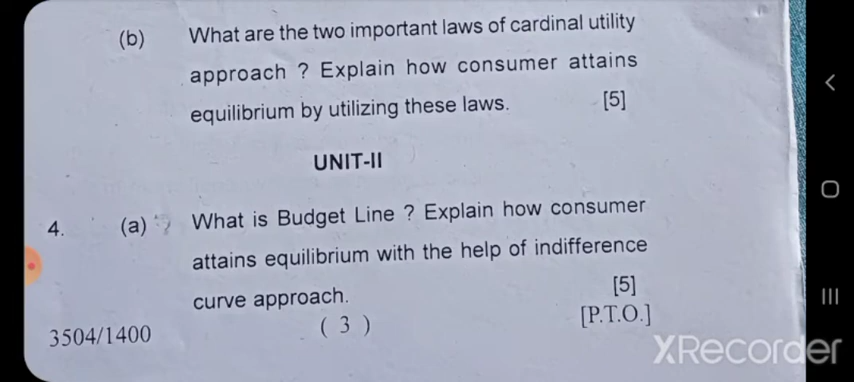 (b) What are the two important laws of cardinal utility
approach ? Explain how consumer attains
equilibrium by utilizing these laws. [5]
UNIT-II
4. (a) What is Budget Line ? Explain how consumer
attains equilibrium with the help of indifference
curve approach. [5]
3504/1400 ( 3 ) [P.T.O.]
XRecorder